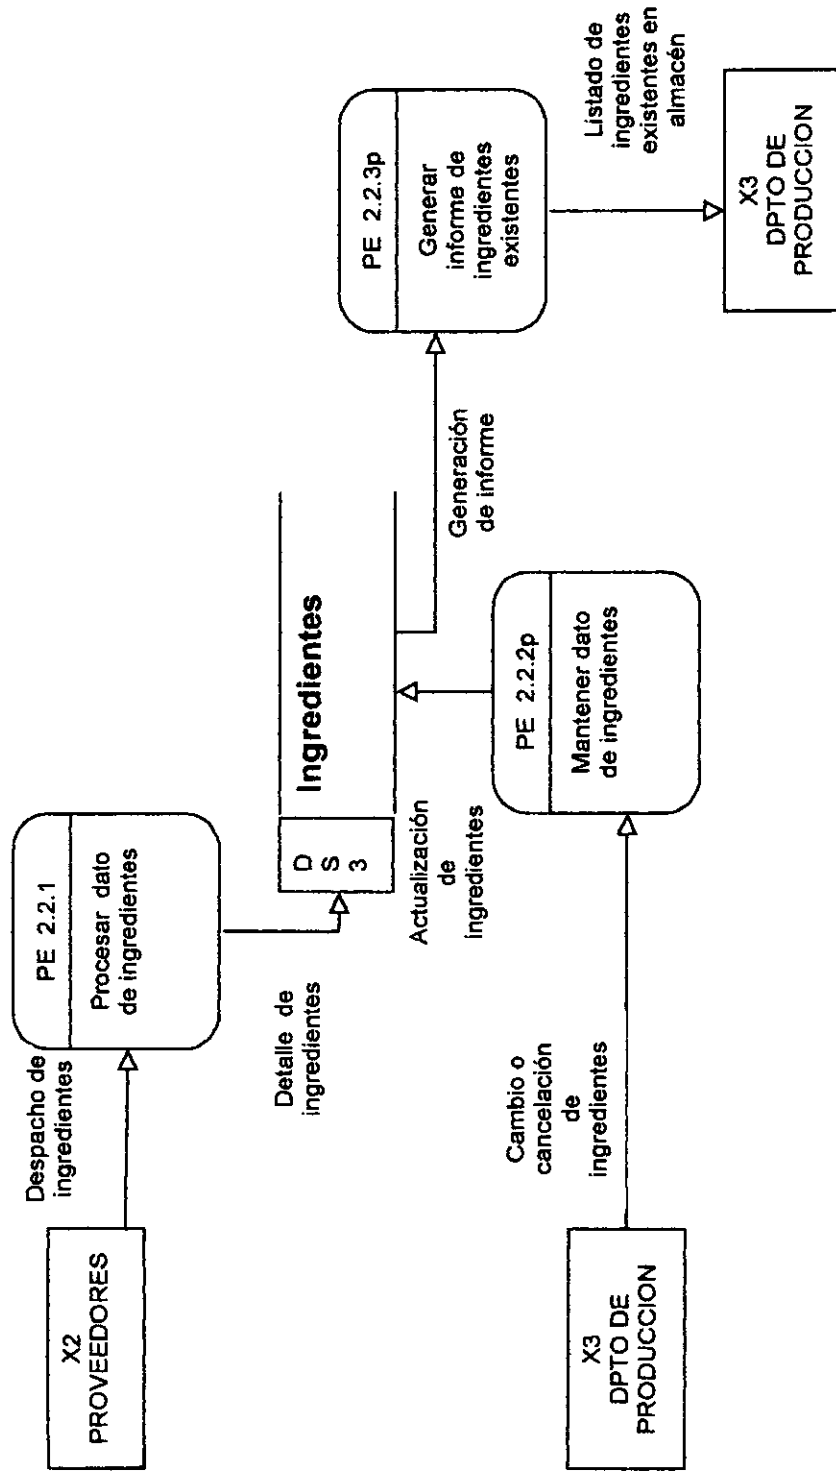 X2
PROVEEDORES
Despacho de
ingredientes
PE 2.2.1
Procesar dato
de ingredientes
Detalle de
ingredientes
D
S
3
Ingredientes
Actualización
de
ingredientes
X3
DPTO DE
PRODUCCION
Cambio o
cancelación
de
ingredientes
PE 2.2.2p
Mantener dato
de ingredientes
Generación
de informe
PE 2.2.3p
Generar
informe de
ingredientes
existentes
Listado de
ingredientes
existentes en
almacén
X3
DPTO DE
PRODUCCION